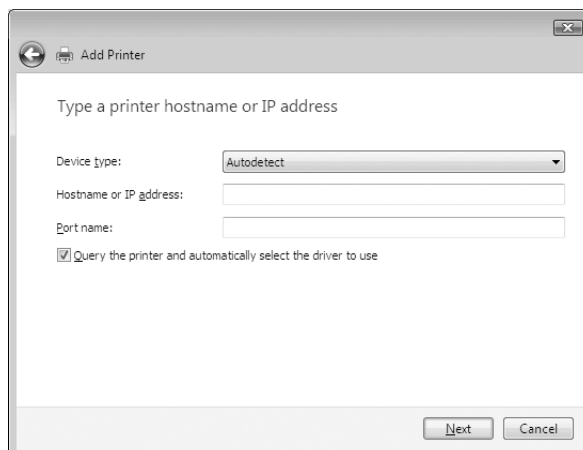 Add Printer
Type a printer hostname or IP address
Device type: Autodetect
Hostname or IP address:
Port name:
Query the printer and automatically select the driver to use
Next Cancel